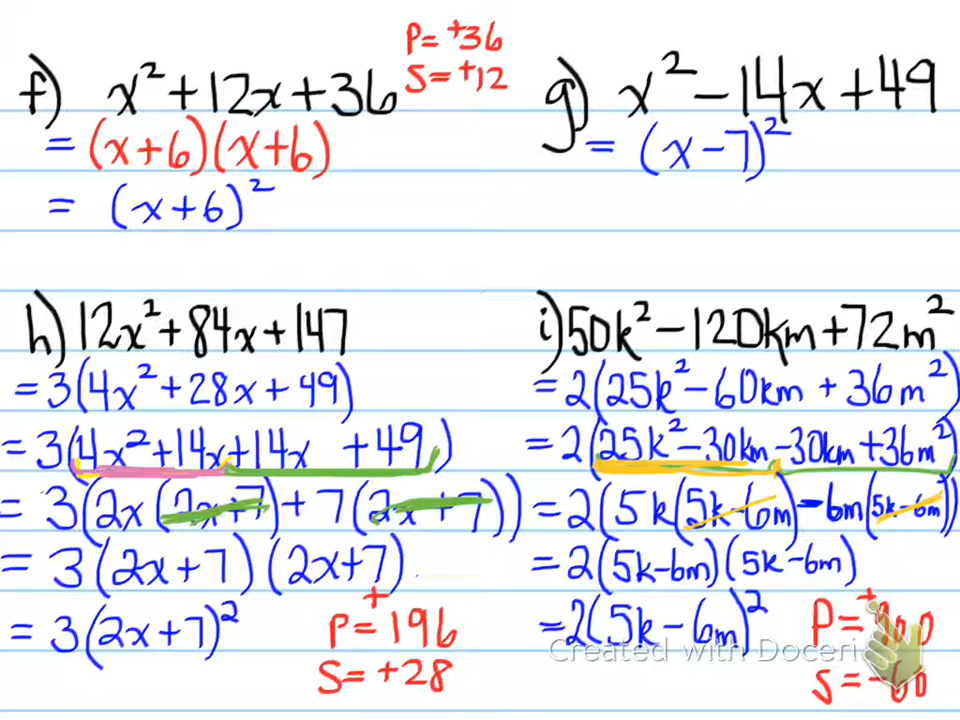 f) x² + 12x + 36
P = +36
S = +12
= (x + 6)(x + 6)
= (x + 6)²
g) x² - 14x + 49
= (x - 7)²
h) 12x² + 84x + 147
= 3(4x² + 28x + 49)
= 3(4x² + 14x + 14x + 49)
= 3(2x(2x + 7) + 7(2x + 7))
= 3(2x + 7)(2x + 7)
= 3(2x + 7)²
P = +196
S = +28
i) 50k² - 120km + 72m²
= 2(25k² - 60km + 36m²)
= 2(25k² - 30km - 30km + 36m²)
= 2(5k(5k - 6m) - 6m(5k - 6m))
= 2(5k - 6m)(5k - 6m)
= 2(5k - 6m)²
P = +
S = -60
Created with Doceri